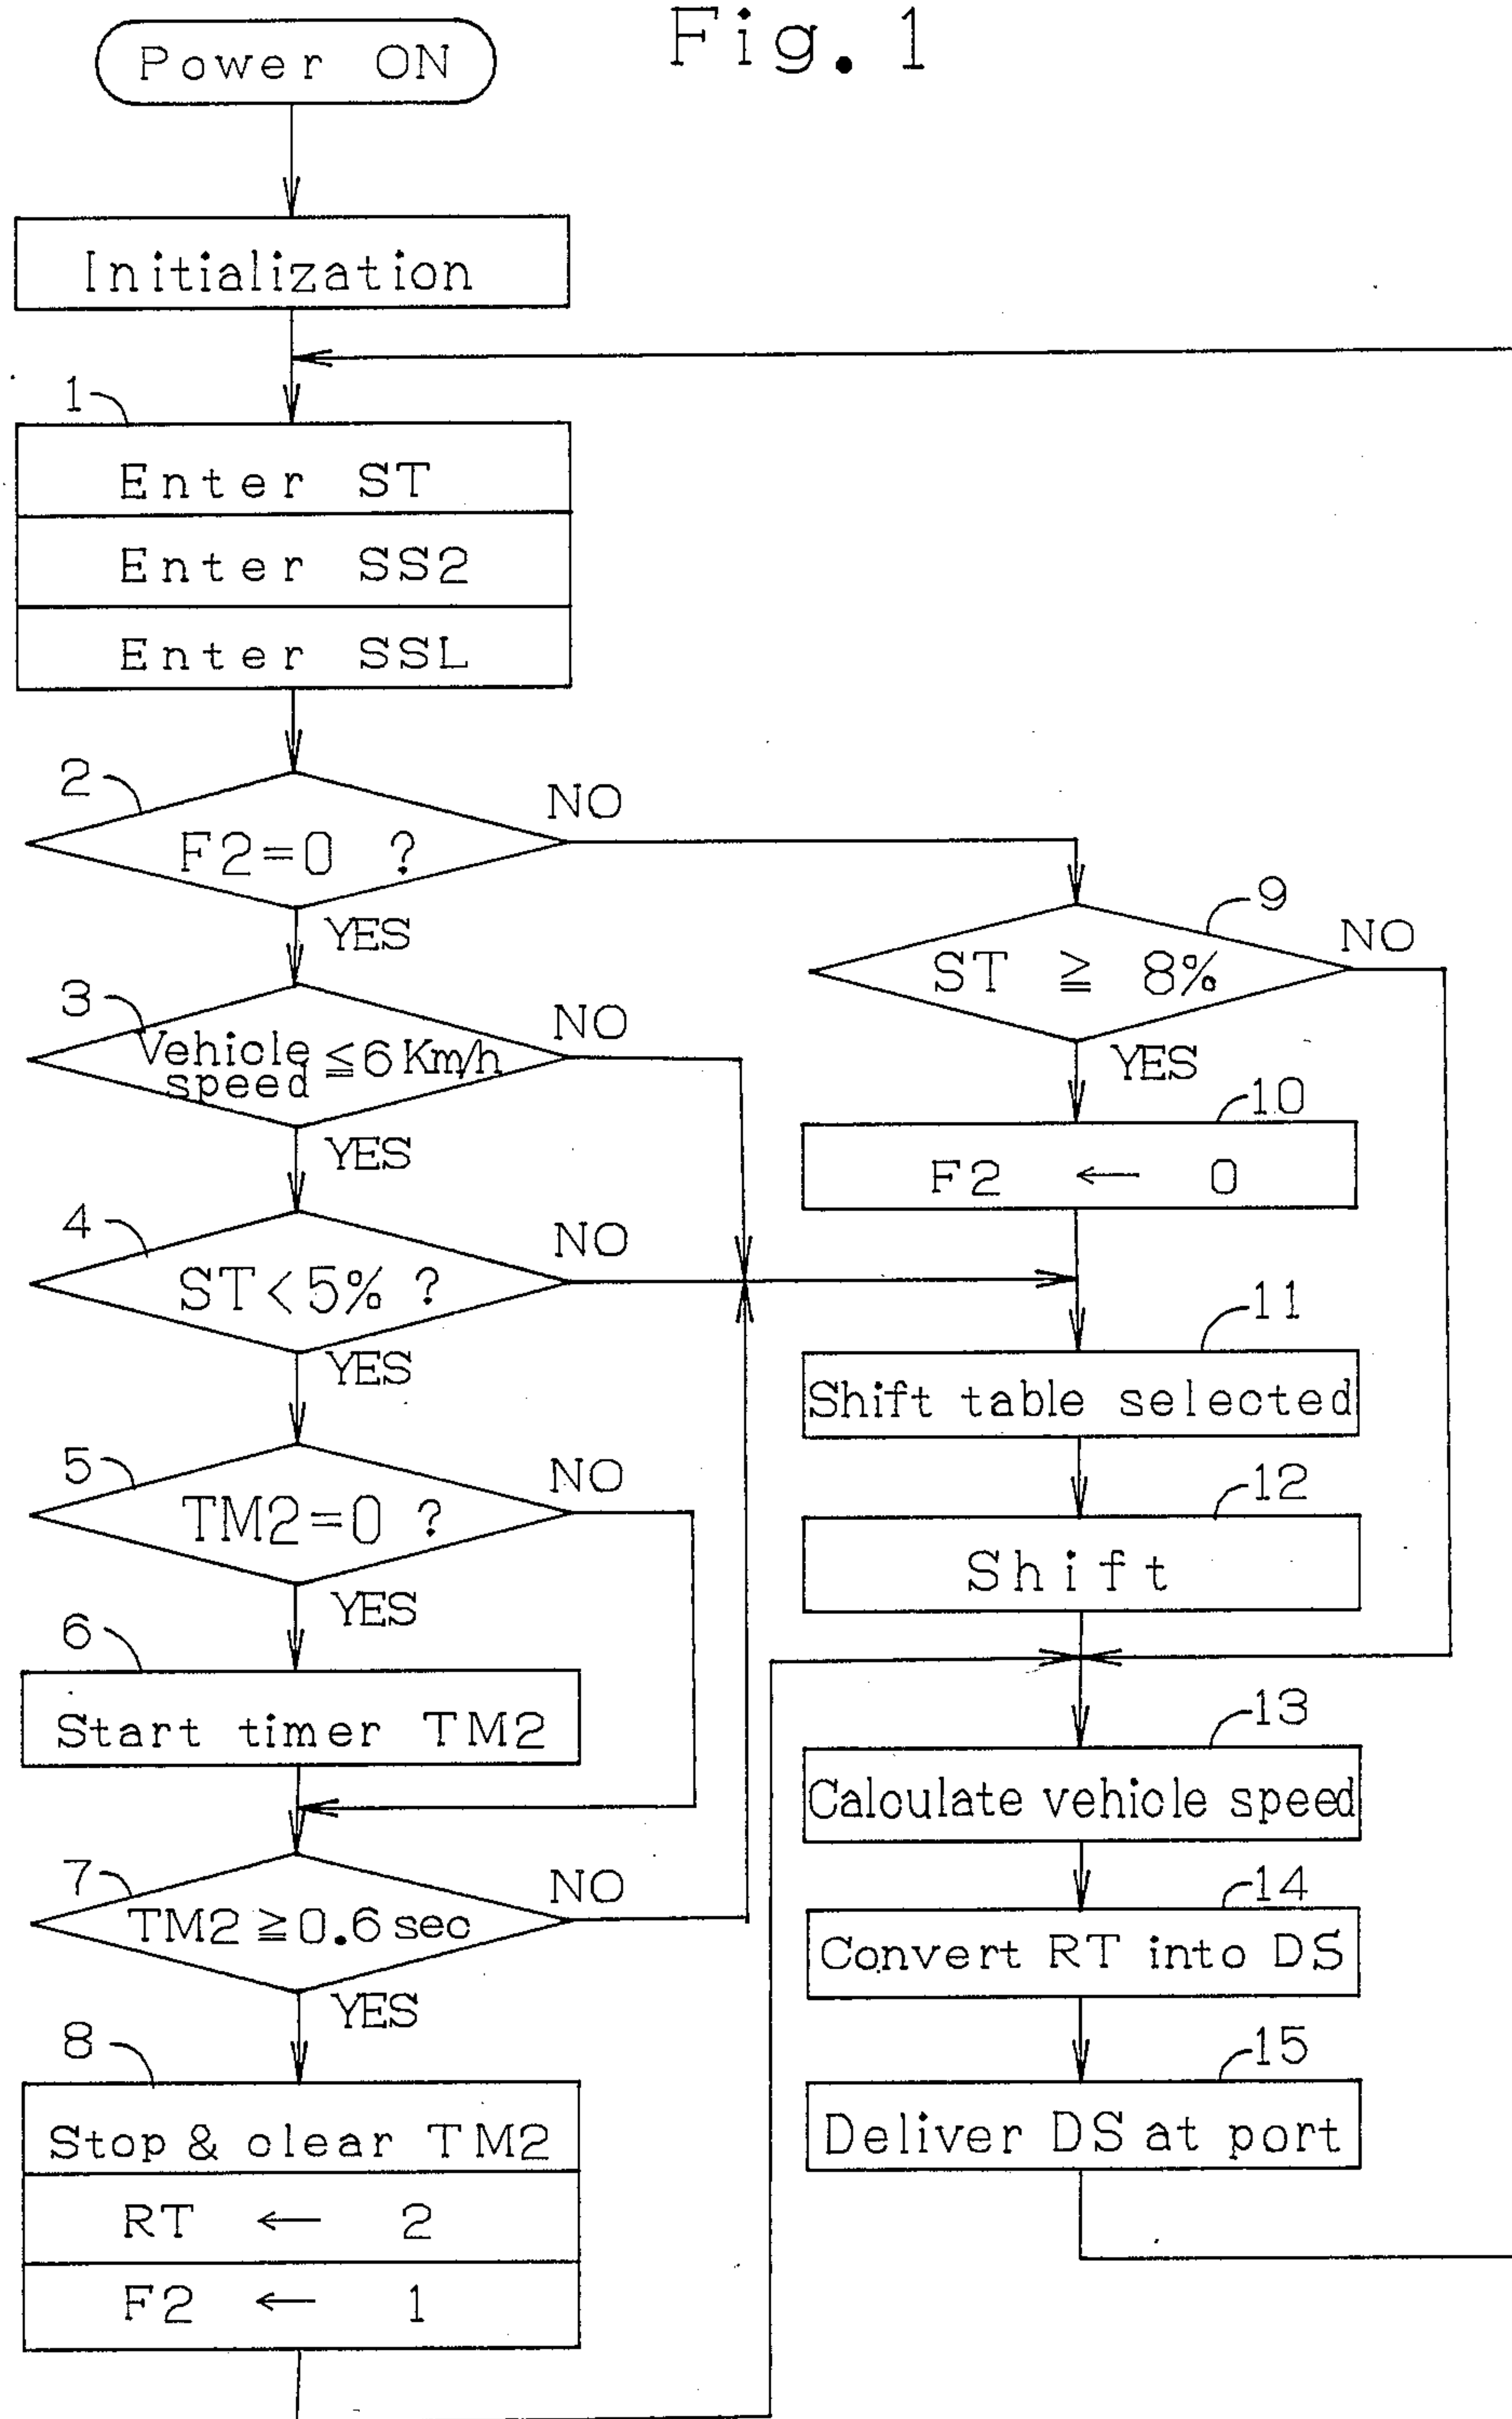 Fig. 1
Power ON
Initialization
1
Enter ST
Enter SS2
Enter SSL
2
F2=0 ?
NO
YES
3
Vehicle speed ≦6 Km/h
NO
YES
4
ST<5% ?
NO
YES
5
TM2=0 ?
NO
YES
6
Start timer TM2
7
TM2≧0.6 sec
NO
YES
8
Stop & clear TM2
RT ← 2
F2 ← 1
9
ST ≧ 8%
NO
YES
10
F2 ← 0
11
Shift table selected
12
Shift
13
Caloulate vehicle speed
14
Convert RT into DS
15
Deliver DS at port